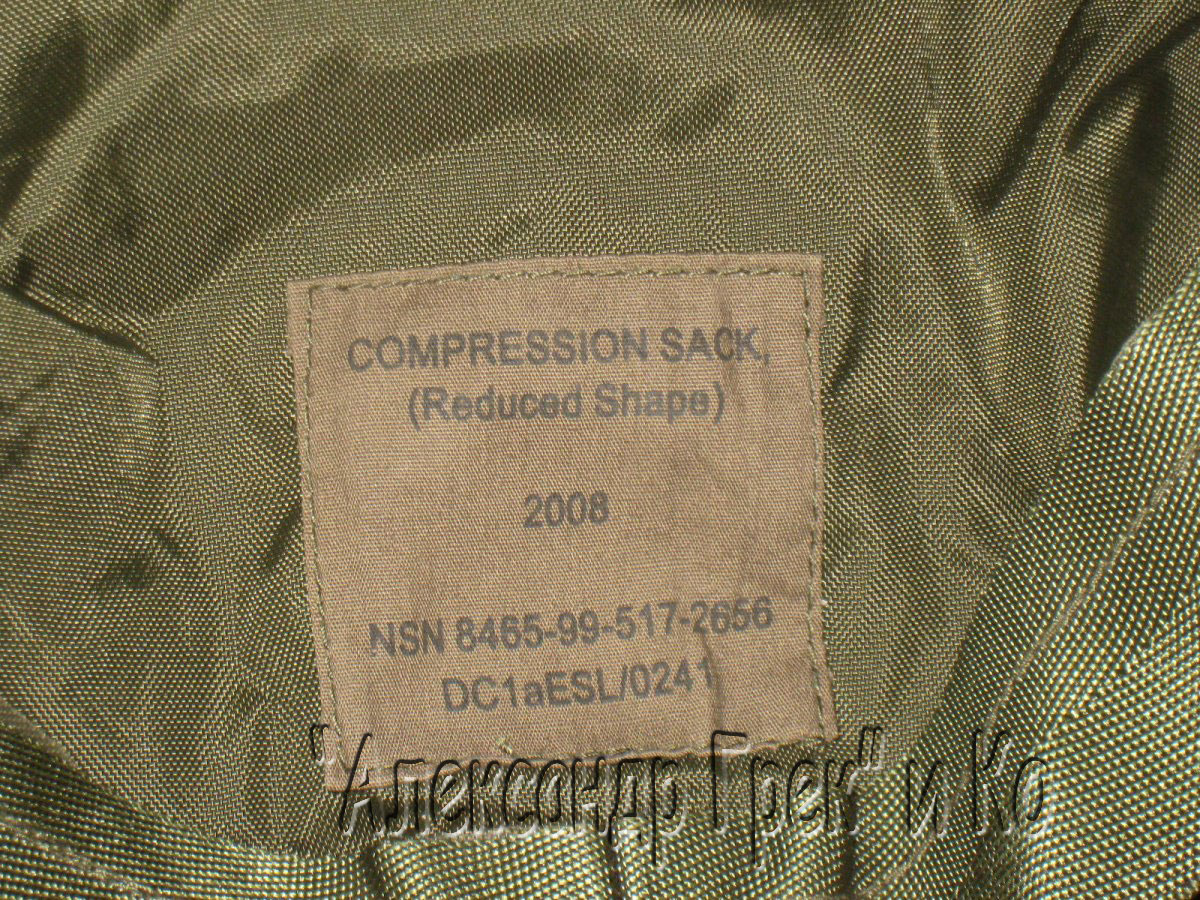 COMPRESSION SACK,
(Reduced Shape)
2008
NSN 8465-99-517-2656
DC1aESL/0241
"Александр Грек" и Ко